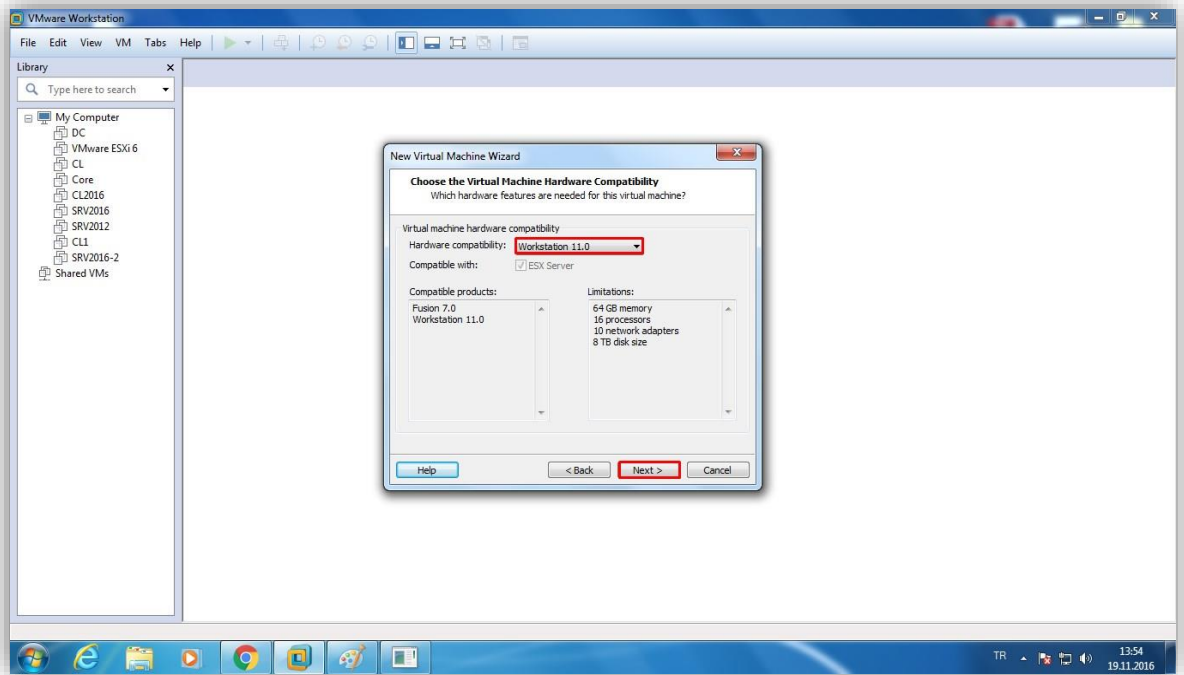 VMware Workstation
File Edit View VM Tabs Help
Library
Type here to search
My Computer
DC
VMware ESXi 6
CL
Core
CL2016
SRV2016
SRV2012
CL1
SRV2016-2
Shared VMs
New Virtual Machine Wizard
Choose the Virtual Machine Hardware Compatibility
Which hardware features are needed for this virtual machine?
Virtual machine hardware compatibility
Hardware compatibility: Workstation 11.0
Compatible with: ESX Server
Compatible products:
Fusion 7.0
Workstation 11.0
Limitations:
64 GB memory
16 processors
10 network adapters
8 TB disk size
Help < Back Next > Cancel
TR 13:54
19.11.2016